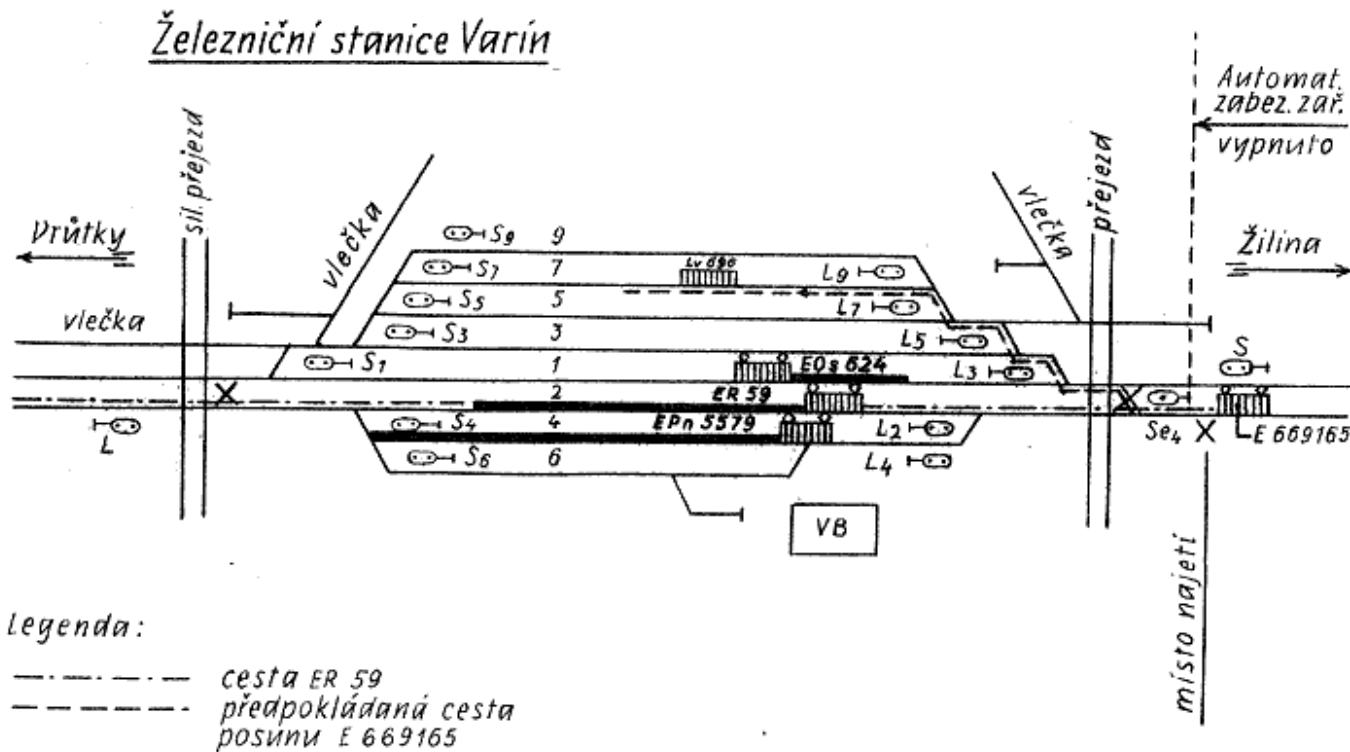 Železniční stanice Varín
Automat.
zabez. zař.
vypnuto
sil. přejezd
vlečka
vlečka
přejezd
Vrůtky
Žilina
S9 9
S7 7
S5 5
S3 3
S1 1
2
S4 4
S6 6
Lv 690
L9
L7
L5
L3
L2
L4
vlečka
EOs 624
ER 59
EPn 5579
S
L
Se4
E 669165
VB
místo najetí
Legenda:
cesta ER 59
předpokládaná cesta
posunu E 669165